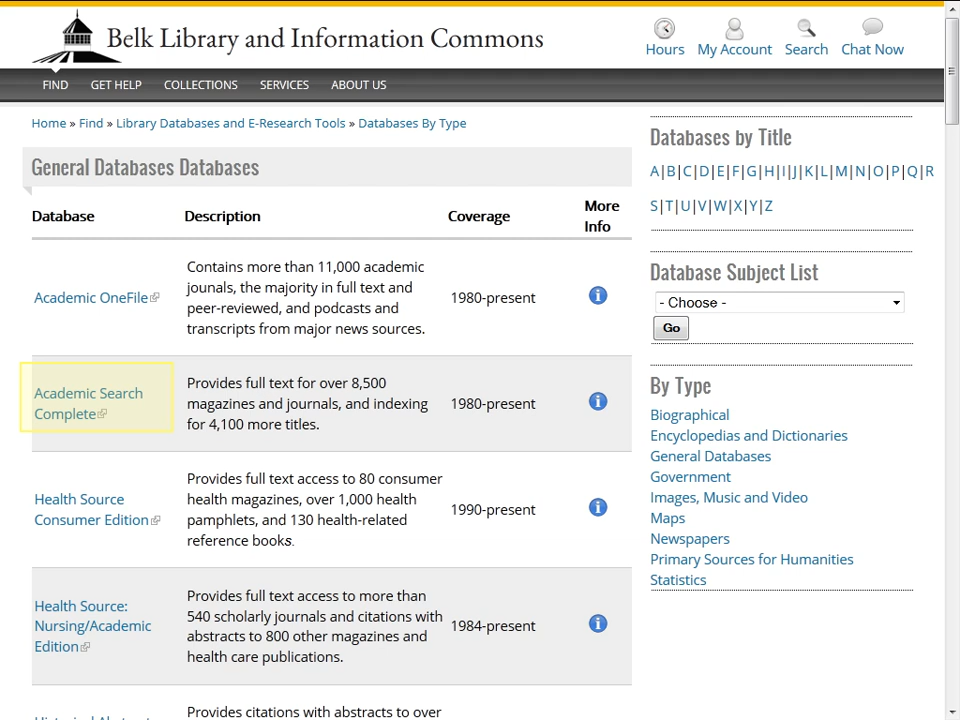 Belk Library and Information Commons
Hours
My Account
Search
Chat Now
FIND
GET HELP
COLLECTIONS
SERVICES
ABOUT US
Home » Find » Library Databases and E-Research Tools » Databases By Type
General Databases Databases
Database
Description
Coverage
More
Info
Academic OneFile
Contains more than 11,000 academic
jounals, the majority in full text and
peer-reviewed, and podcasts and
transcripts from major news sources.
1980-present
Academic Search
Complete
Provides full text for over 8,500
magazines and journals, and indexing
for 4,100 more titles.
1980-present
Health Source
Consumer Edition
Provides full text access to 80 consumer
health magazines, over 1,000 health
pamphlets, and 130 health-related
reference books.
1990-present
Health Source:
Nursing/Academic
Edition
Provides full text access to more than
540 scholarly journals and citations with
abstracts to 800 other magazines and
health care publications.
1984-present
Provides citations with abstracts to over
Databases by Title
A|B|C|D|E|F|G|H|I|J|K|L|M|N|O|P|Q|R
S|T|U|V|W|X|Y|Z
Database Subject List
- Choose -
Go
By Type
Biographical
Encyclopedias and Dictionaries
General Databases
Government
Images, Music and Video
Maps
Newspapers
Primary Sources for Humanities
Statistics